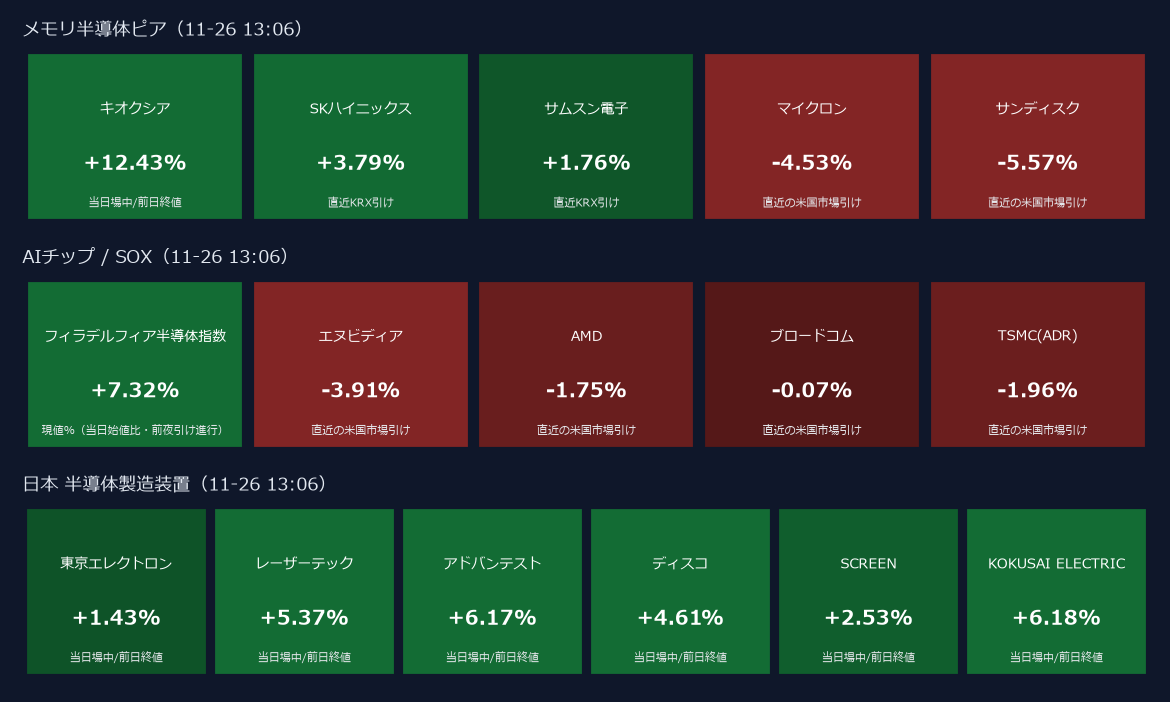 メモリ半導体ピア（11-26 13:06）
キオクシア
+12.43%
当日場中/前日終値
SKハイニックス
+3.79%
直近KRX引け
サムスン電子
+1.76%
直近KRX引け
マイクロン
-4.53%
直近の米国市場引け
サンディスク
-5.57%
直近の米国市場引け
AIチップ / SOX（11-26 13:06）
フィラデルフィア半導体指数
+7.32%
現値%（当日始値比・前夜引け進行）
エヌビディア
-3.91%
直近の米国市場引け
AMD
-1.75%
直近の米国市場引け
ブロードコム
-0.07%
直近の米国市場引け
TSMC(ADR)
-1.96%
直近の米国市場引け
日本 半導体製造装置（11-26 13:06）
東京エレクトロン
+1.43%
当日場中/前日終値
レーザーテック
+5.37%
当日場中/前日終値
アドバンテスト
+6.17%
当日場中/前日終値
ディスコ
+4.61%
当日場中/前日終値
SCREEN
+2.53%
当日場中/前日終値
KOKUSAI ELECTRIC
+6.18%
当日場中/前日終値